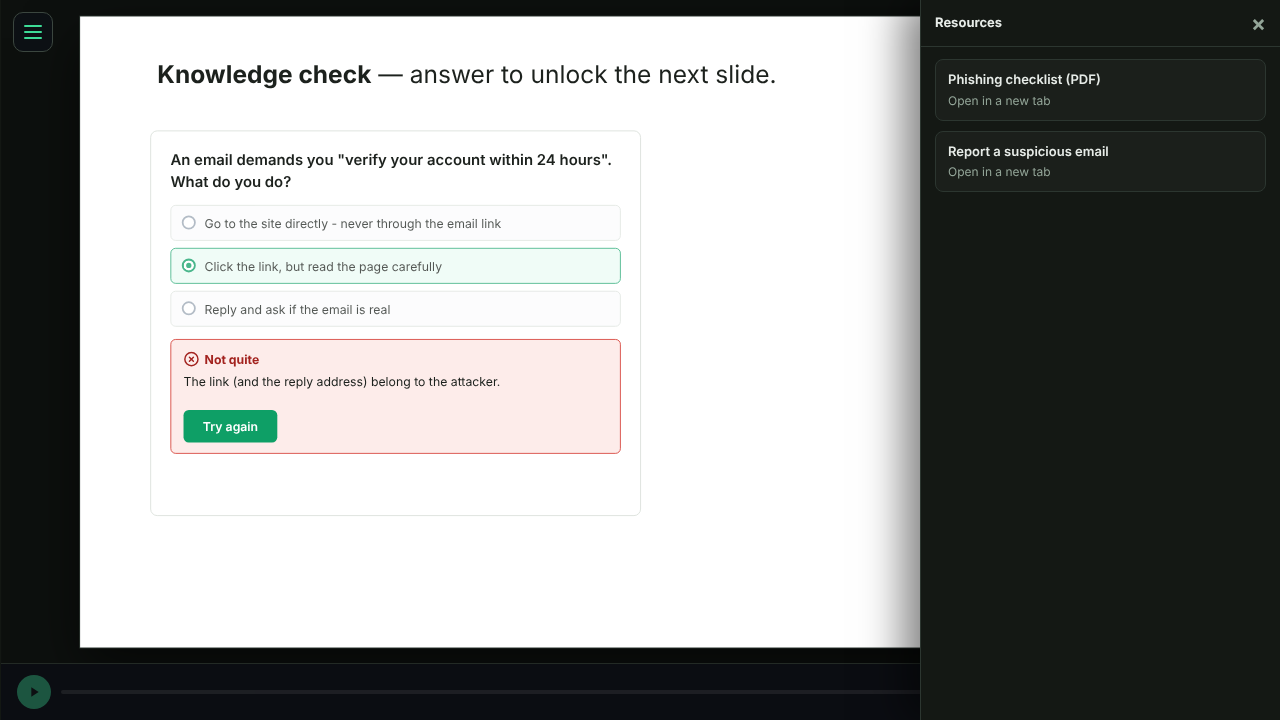 Knowledge check — answer to unlock the next slide.
An email demands you "verify your account within 24 hours".
What do you do?
Go to the site directly - never through the email link
Click the link, but read the page carefully
Reply and ask if the email is real
Not quite
The link (and the reply address) belong to the attacker.
Try again
Resources
Phishing checklist (PDF)
Open in a new tab
Report a suspicious email
Open in a new tab